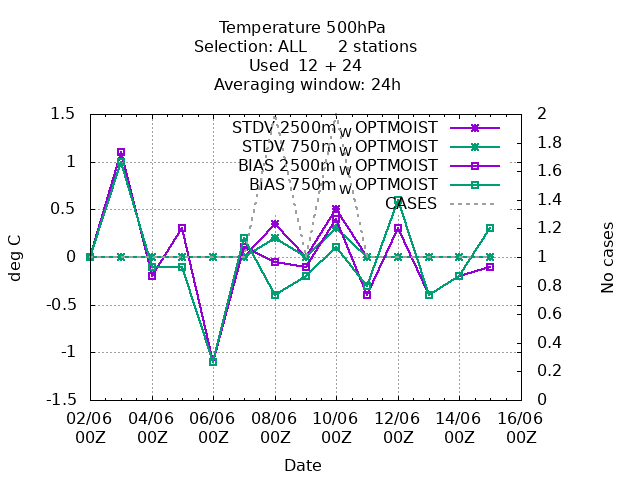 Temperature 500hPa
Selection: ALL 2 stations
Used 12 + 24
Averaging window: 24h
STDV 2500m_W OPTMOIST
STDV 750m_W OPTMOIST
BIAS 2500m_W OPTMOIST
BIAS 750m_W OPTMOIST
CASES
deg C
1.5
1
0.5
0
-0.5
-1
-1.5
2
1.8
1.6
1.4
1.2
1
0.8
0.6
0.4
0.2
0
No cases
02/06 04/06 06/06 08/06 10/06 12/06 14/06 16/06
00Z 00Z 00Z 00Z 00Z 00Z 00Z 00Z
Date